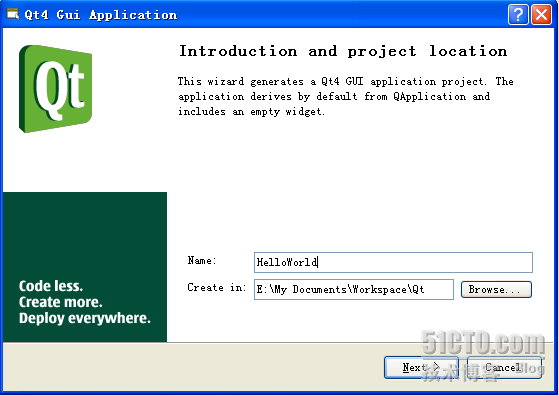 Qt4 Gui Application
Qt
Introduction and project location
This wizard generates a Qt4 GUI application project. The
application derives by default from QApplication and
includes an empty widget.
Name:
HelloWorld
Create in:
E:\My Documents\Workspace\Qt
Browse...
Code less.
Create more.
Deploy everywhere.
51CTO.com
Next >
Cancel
技术博客 Blog